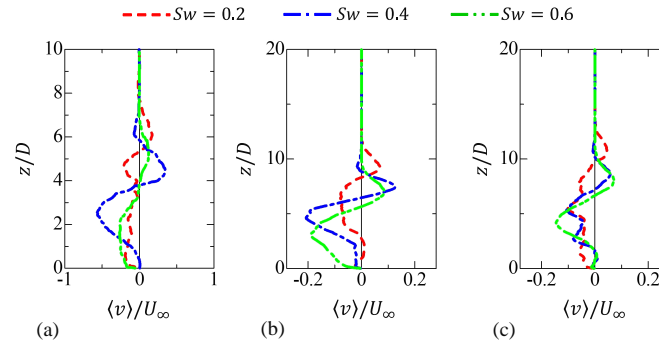 Sw = 0.2 Sw = 0.4 Sw = 0.6
10 20 20
8
6
z/D z/D 10 z/D 10
4
2
0 0 0
-1 0 1 -0.2 0 0.2 -0.2 0 0.2
⟨v⟩/U∞ ⟨v⟩/U∞ ⟨v⟩/U∞
(a) (b) (c)